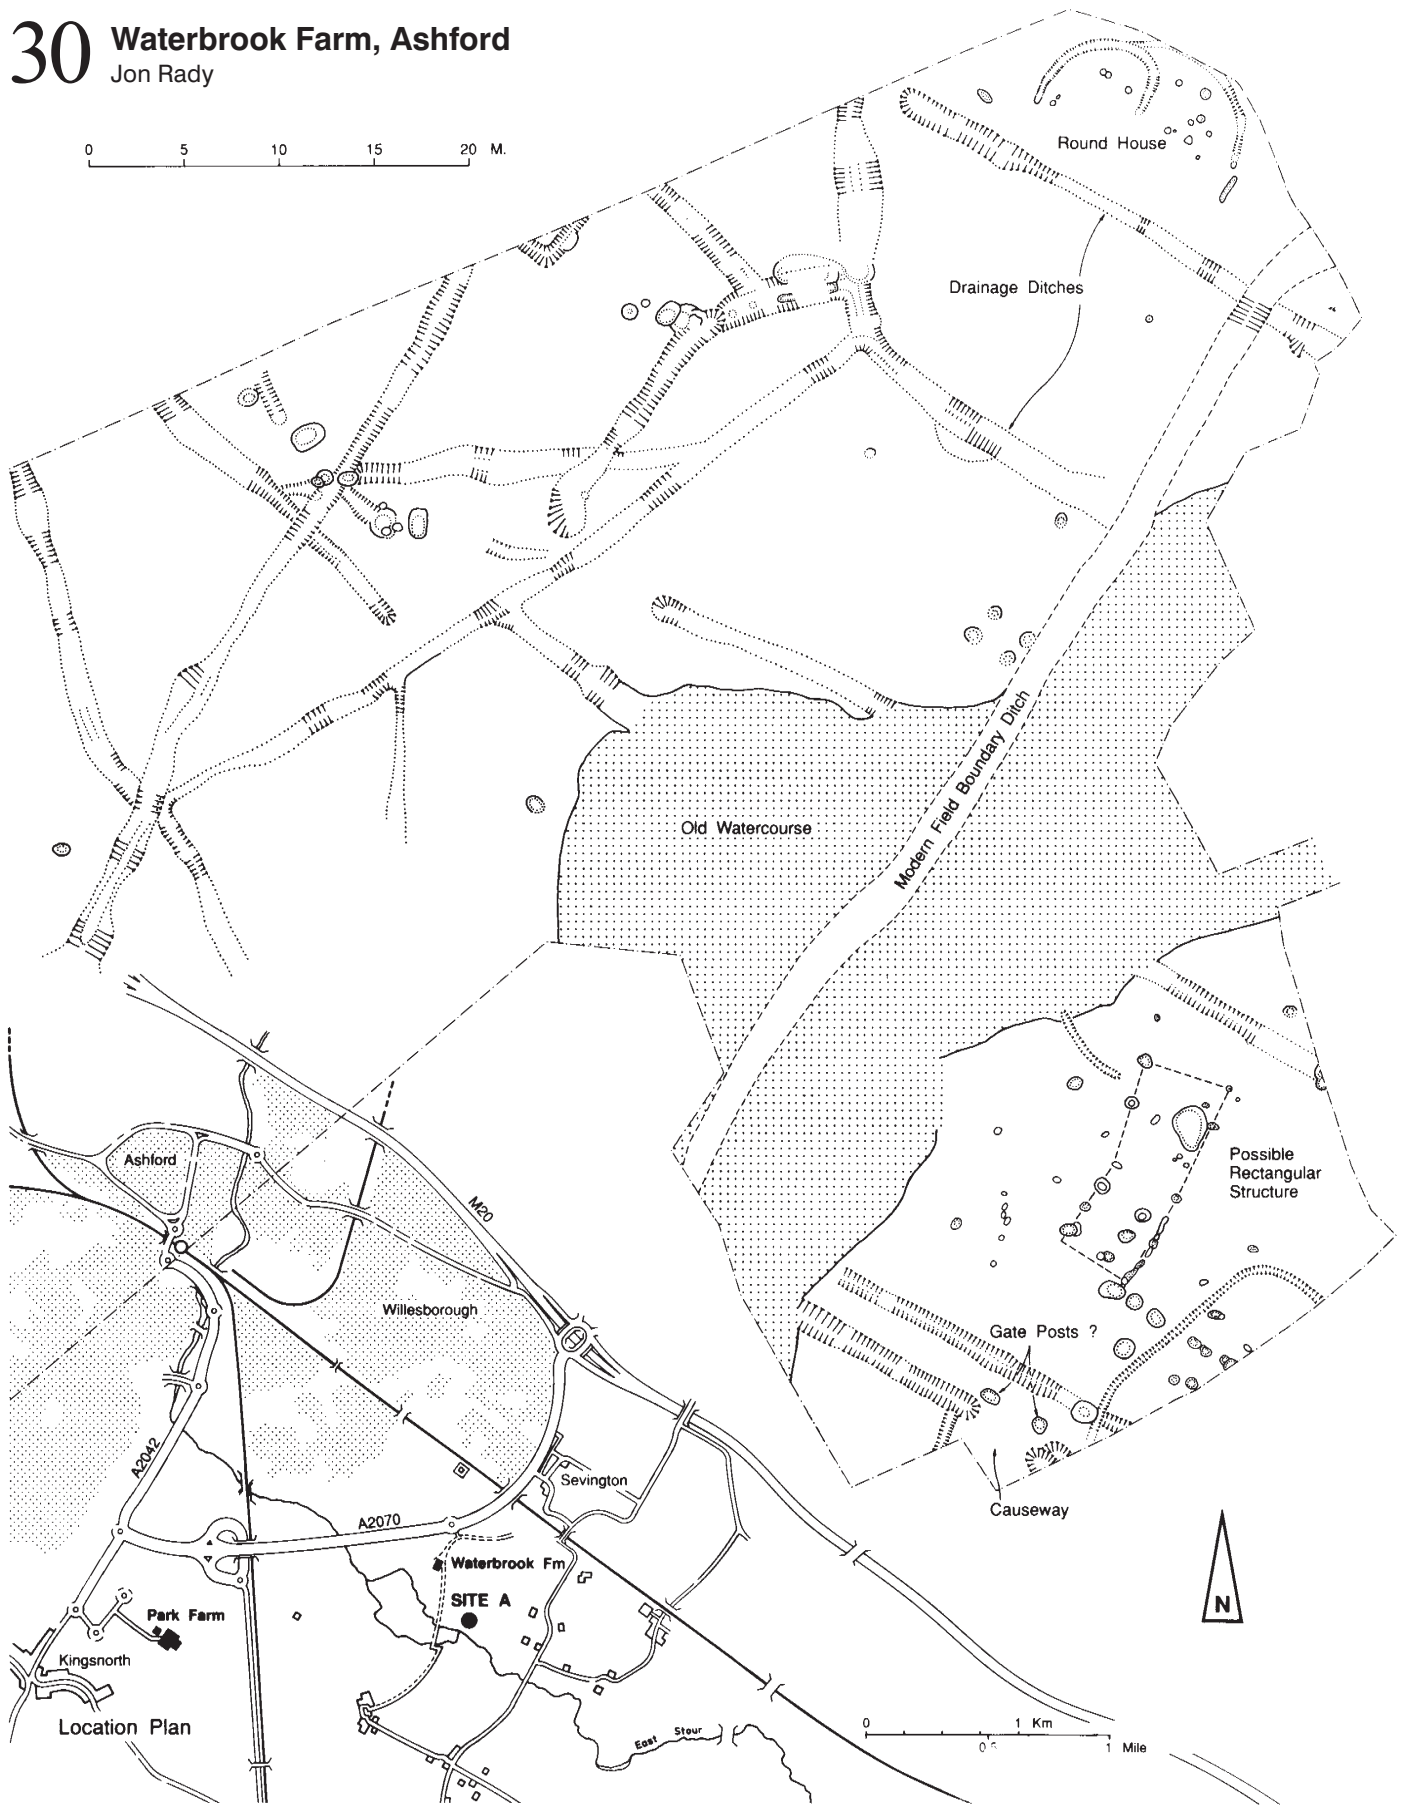 30
Waterbrook Farm, Ashford
Jon Rady
0 5 10 15 20 M.
Round House
Drainage Ditches
Modern Field Boundary Ditch
Old Watercourse
Possible
Rectangular
Structure
Gate Posts ?
Causeway
N
Ashford
M20
Willesborough
A2042
A2070
Sevington
Waterbrook Fm
SITE A
Park Farm
Kingsnorth
Location Plan
East Stour
0 1 Km
1 Mile